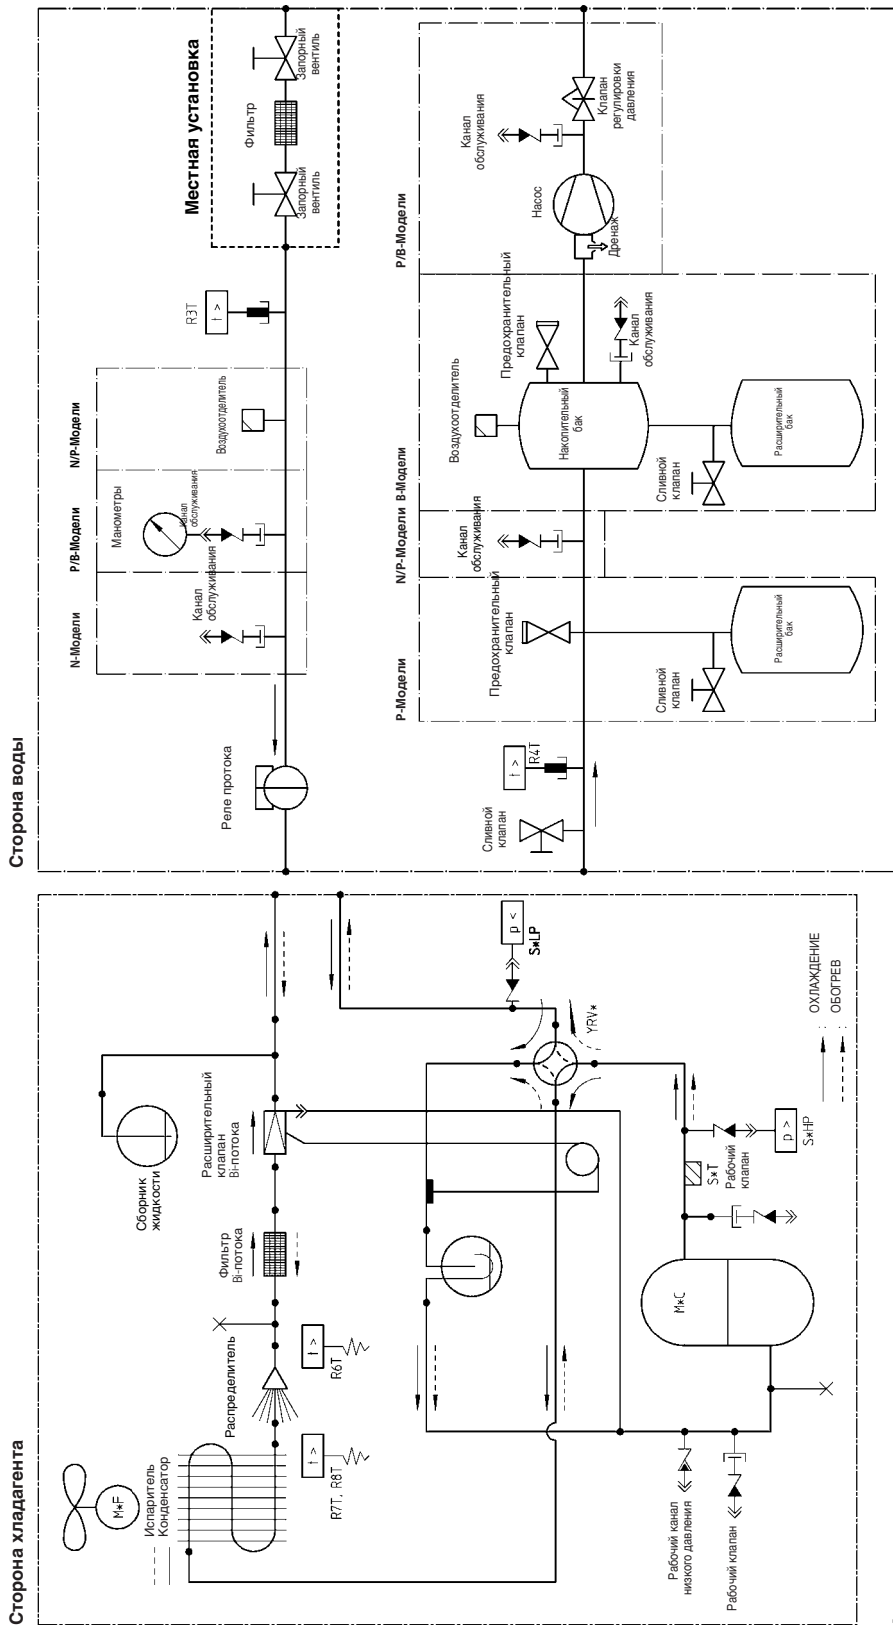 Сторона хладагента
M*F
Испаритель
Конденсатор
R7T, R8T
t >
Распределитель
R6T
t >
Фильтр
Bi-потока
Сборник
жидкости
Расширительный
клапан
Bi-потока
S*LP
p <
YRV*
M*C
S*T
Рабочий
клапан
S*HP
p >
Рабочий канал
низкого давления
Рабочий клапан
: ОХЛАЖДЕНИЕ
: ОБОГРЕВ
Сторона воды
Реле протока
N-Модели
Канал
обслуживания
P/B-Модели
Манометры
Канал
обслуживания
N/P-Модели
Воздухоотделитель
R3T
t >
Местная установка
Запорный
вентиль
Фильтр
Запорный
вентиль
Сливной
клапан
R4T
t >
P-Модели
Предохранительный
клапан
Сливной
клапан
Расширительный
бак
N/P-Модели
Канал
обслуживания
B-Модели
Воздухоотделитель
Накопительный
бак
Предохранительный
клапан
Канал
обслуживания
Сливной
клапан
Расширительный
бак
P/B-Модели
Насос
Дренаж
Канал
обслуживания
Клапан
регулировки
давления